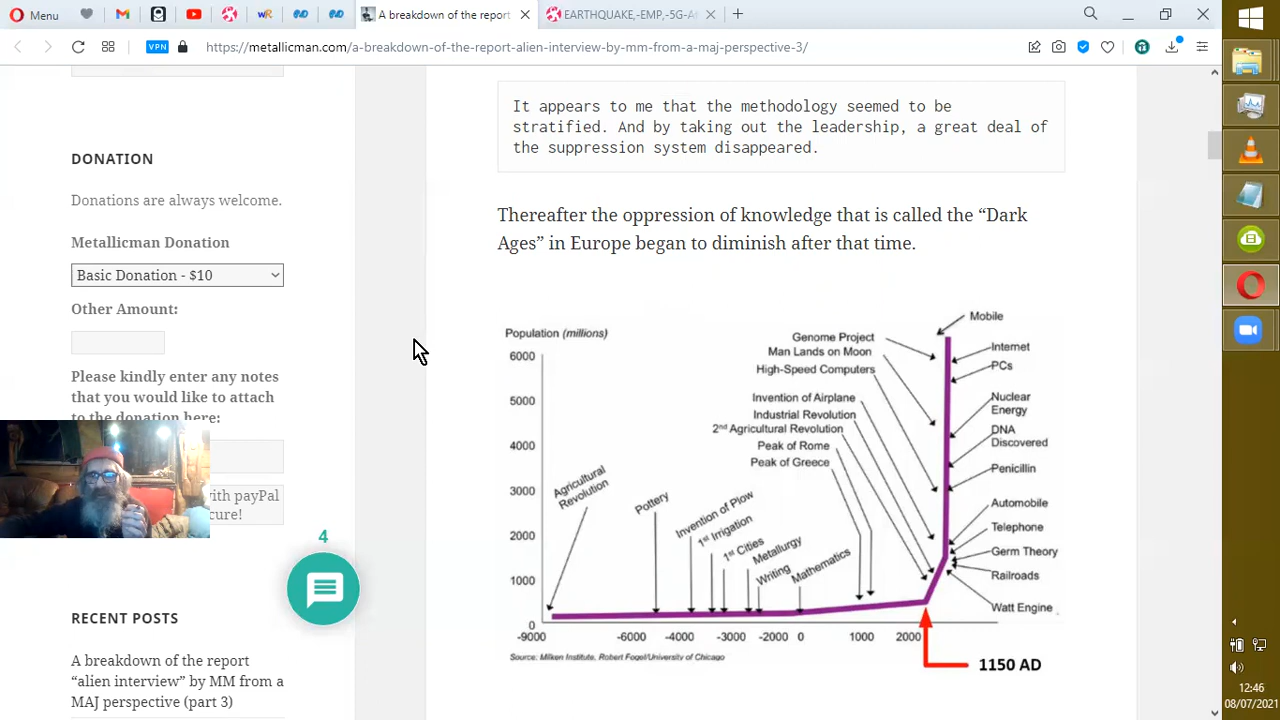 Menu
A breakdown of the report
EARTHQUAKE,-EMP,-5G-A
VPN
https://metallicman.com/a-breakdown-of-the-report-alien-interview-by-mm-from-a-maj-perspective-3/
DONATION
Donations are always welcome.
Metallicman Donation
Basic Donation - $10
Other Amount:
Please kindly enter any notes
that you would like to attach
to the donation here:
with payPal
cure!
4
RECENT POSTS
A breakdown of the report
“alien interview” by MM from a
MAJ perspective (part 3)
It appears to me that the methodology seemed to be
stratified. And by taking out the leadership, a great deal of
the suppression system disappeared.
Thereafter the oppression of knowledge that is called the “Dark
Ages” in Europe began to diminish after that time.
Population (millions)
6000
5000
4000
3000
2000
1000
0
-9000 -6000 -4000 -3000 -2000 0 1000 2000
Agricultural
Revolution
Pottery
Invention of Plow
1st Irrigation
1st Cities
Metallurgy
Writing
Mathematics
Genome Project
Man Lands on Moon
High-Speed Computers
Invention of Airplane
Industrial Revolution
2nd Agricultural Revolution
Peak of Rome
Peak of Greece
Mobile
Internet
PCs
Nuclear
Energy
DNA
Discovered
Penicillin
Automobile
Telephone
Germ Theory
Railroads
Watt Engine
Source: Milken Institute, Robert Fogel/University of Chicago
1150 AD
12:46
08/07/2021